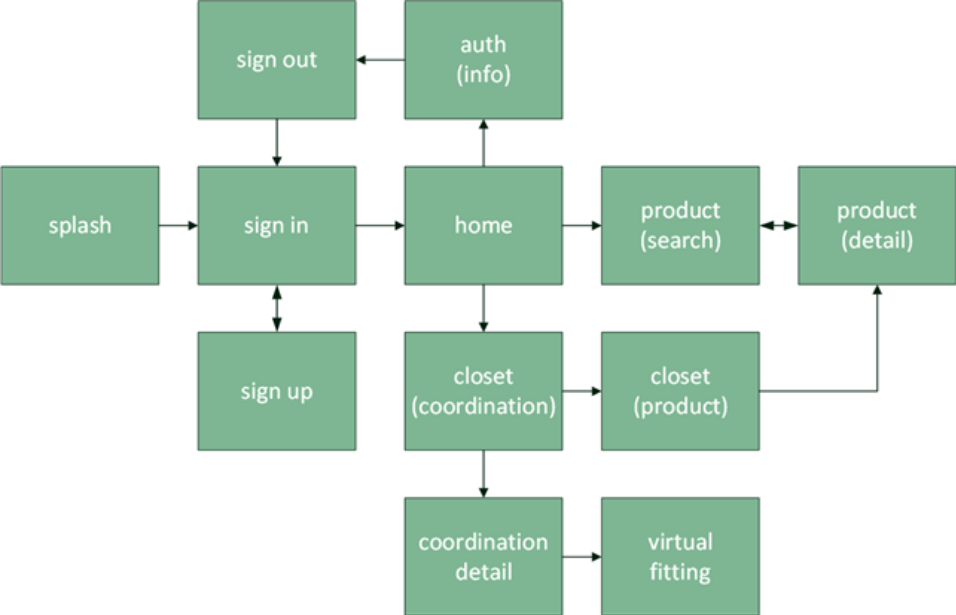 sign out
auth
(info)
splash
sign in
home
product
(search)
product
(detail)
sign up
closet
(coordination)
closet
(product)
coordination
detail
virtual
fitting